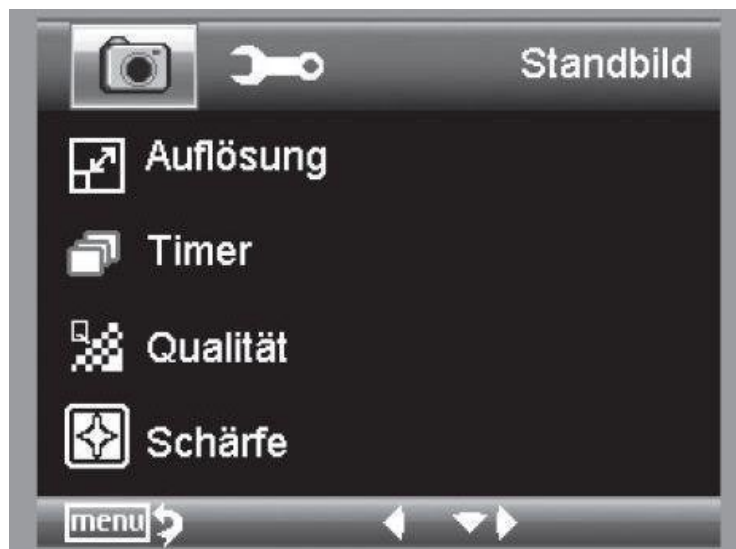 Standbild
Auflösung
Timer
Qualität
Schärfe
menu